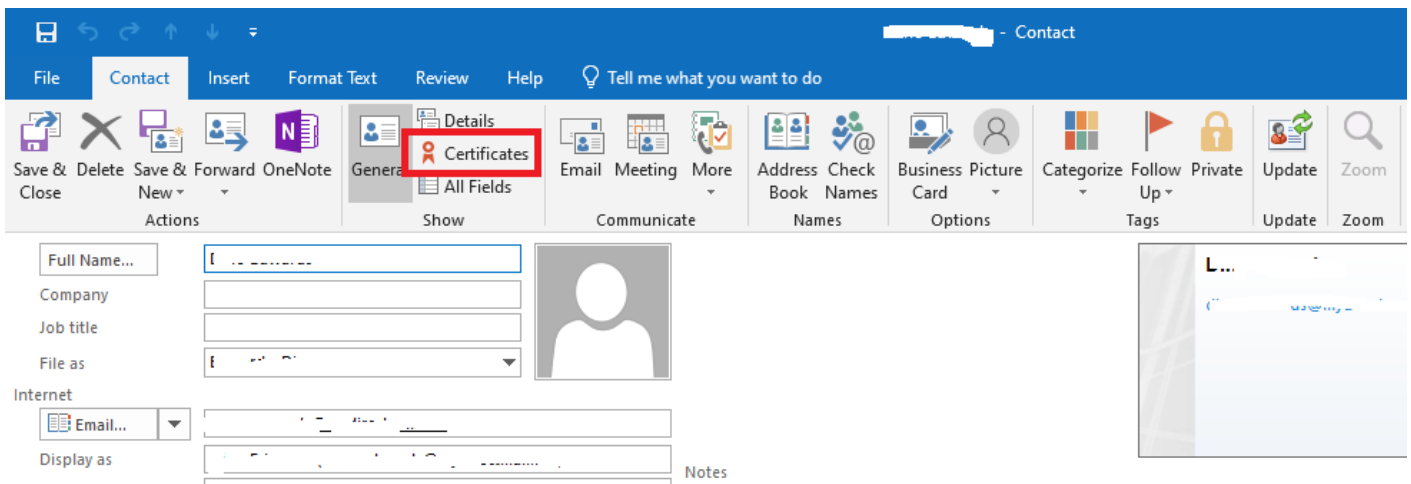 - Contact
File Contact Insert Format Text Review Help Tell me what you want to do
Save & Close Delete Save & New Forward OneNote
General Details
Certificates
All Fields
Email Meeting More
Address Book Check Names
Business Card Picture
Categorize Follow Up Private
Update
Zoom
Actions Show Communicate Names Options Tags Update Zoom
Full Name...
Company
Job title
File as
Internet
Email...
Display as
Notes